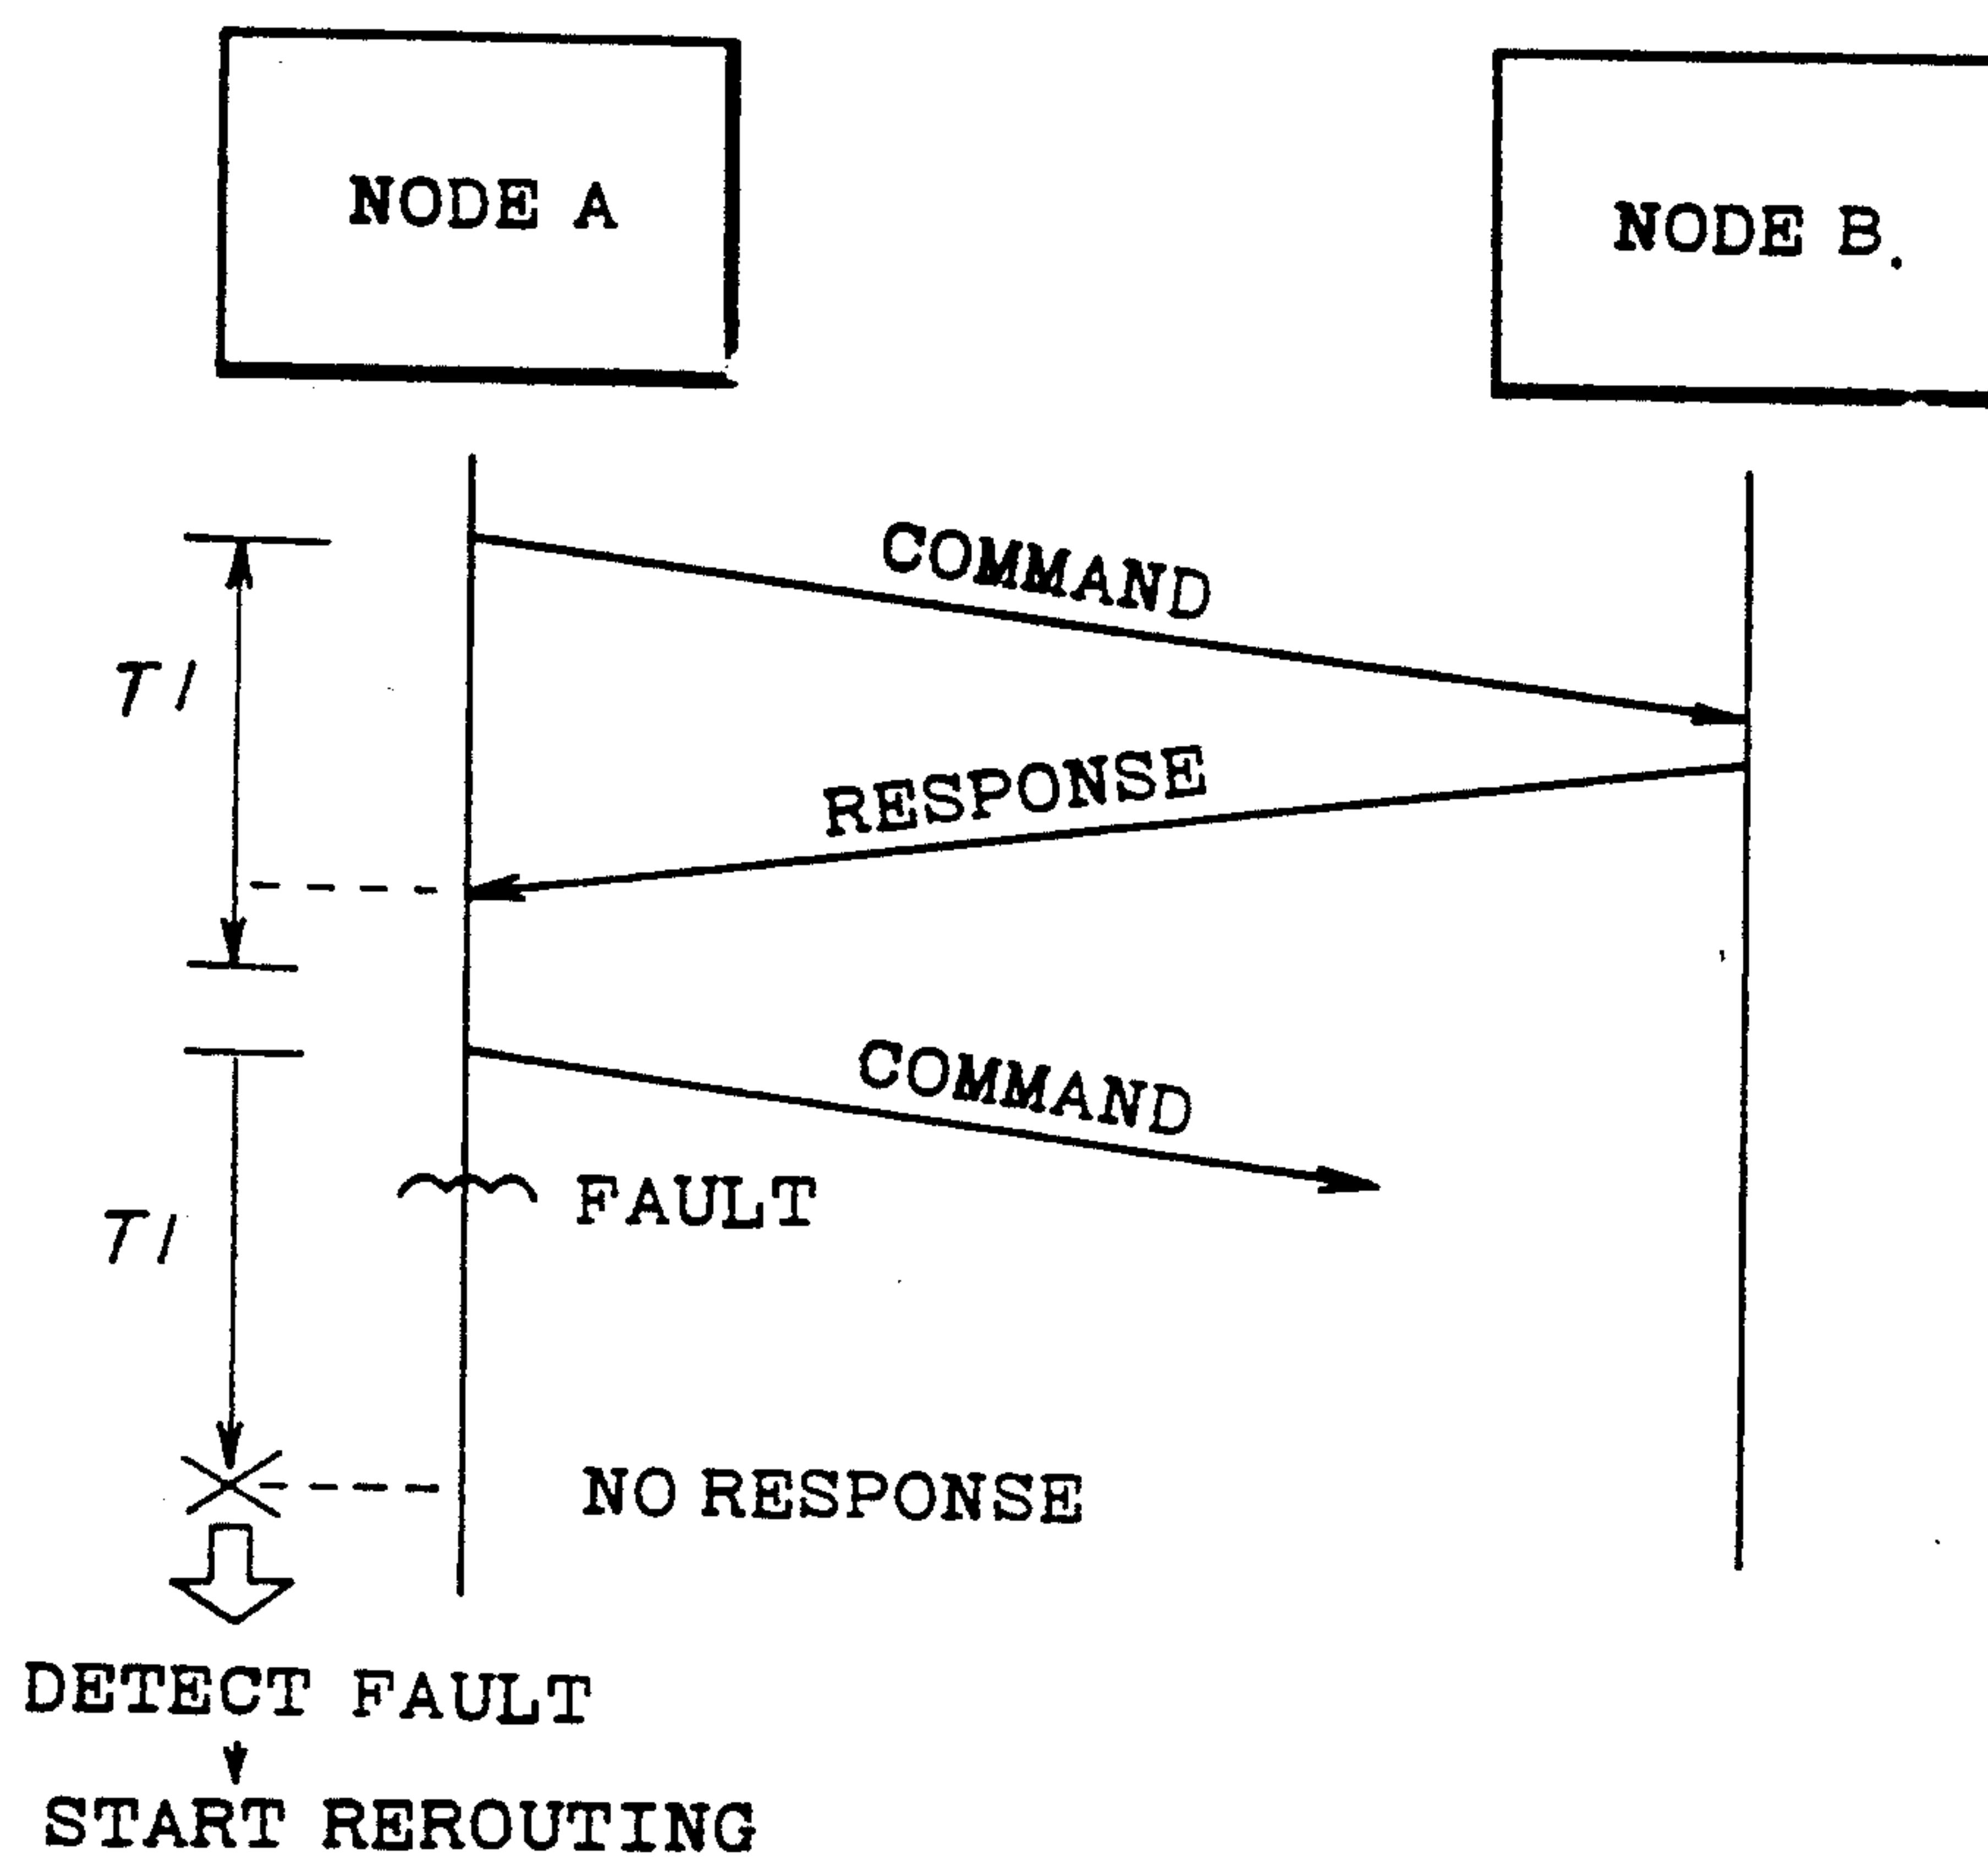 NODE A
NODE B.
COMMAND
T1
RESPONSE
COMMAND
FAULT
T1
NO RESPONSE
DETECT FAULT
START REROUTING